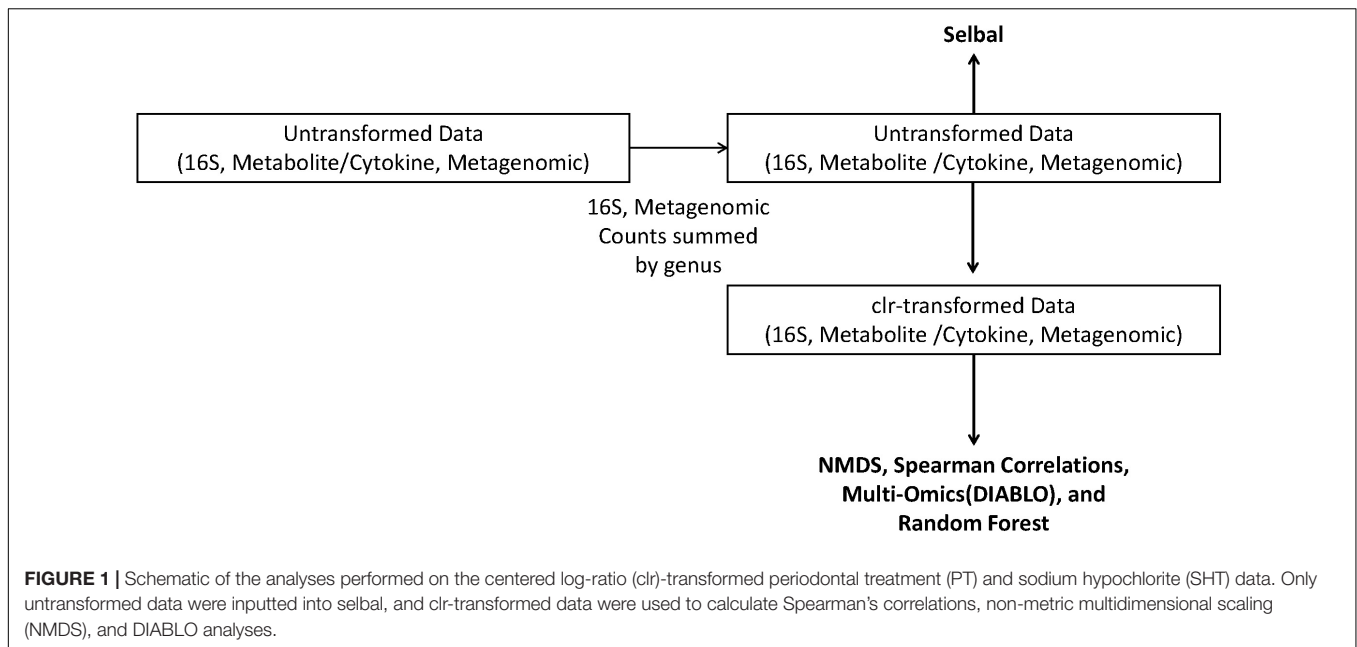 Selbal
Untransformed Data
(16S, Metabolite/Cytokine, Metagenomic)
Untransformed Data
(16S, Metabolite /Cytokine, Metagenomic)
16S, Metagenomic
Counts summed
by genus
clr-transformed Data
(16S, Metabolite /Cytokine, Metagenomic)
NMDS, Spearman Correlations,
Multi-Omics(DIABLO), and
Random Forest
FIGURE 1 | Schematic of the analyses performed on the centered log-ratio (clr)-transformed periodontal treatment (PT) and sodium hypochlorite (SHT) data. Only
untransformed data were inputted into selbal, and clr-transformed data were used to calculate Spearman’s correlations, non-metric multidimensional scaling
(NMDS), and DIABLO analyses.